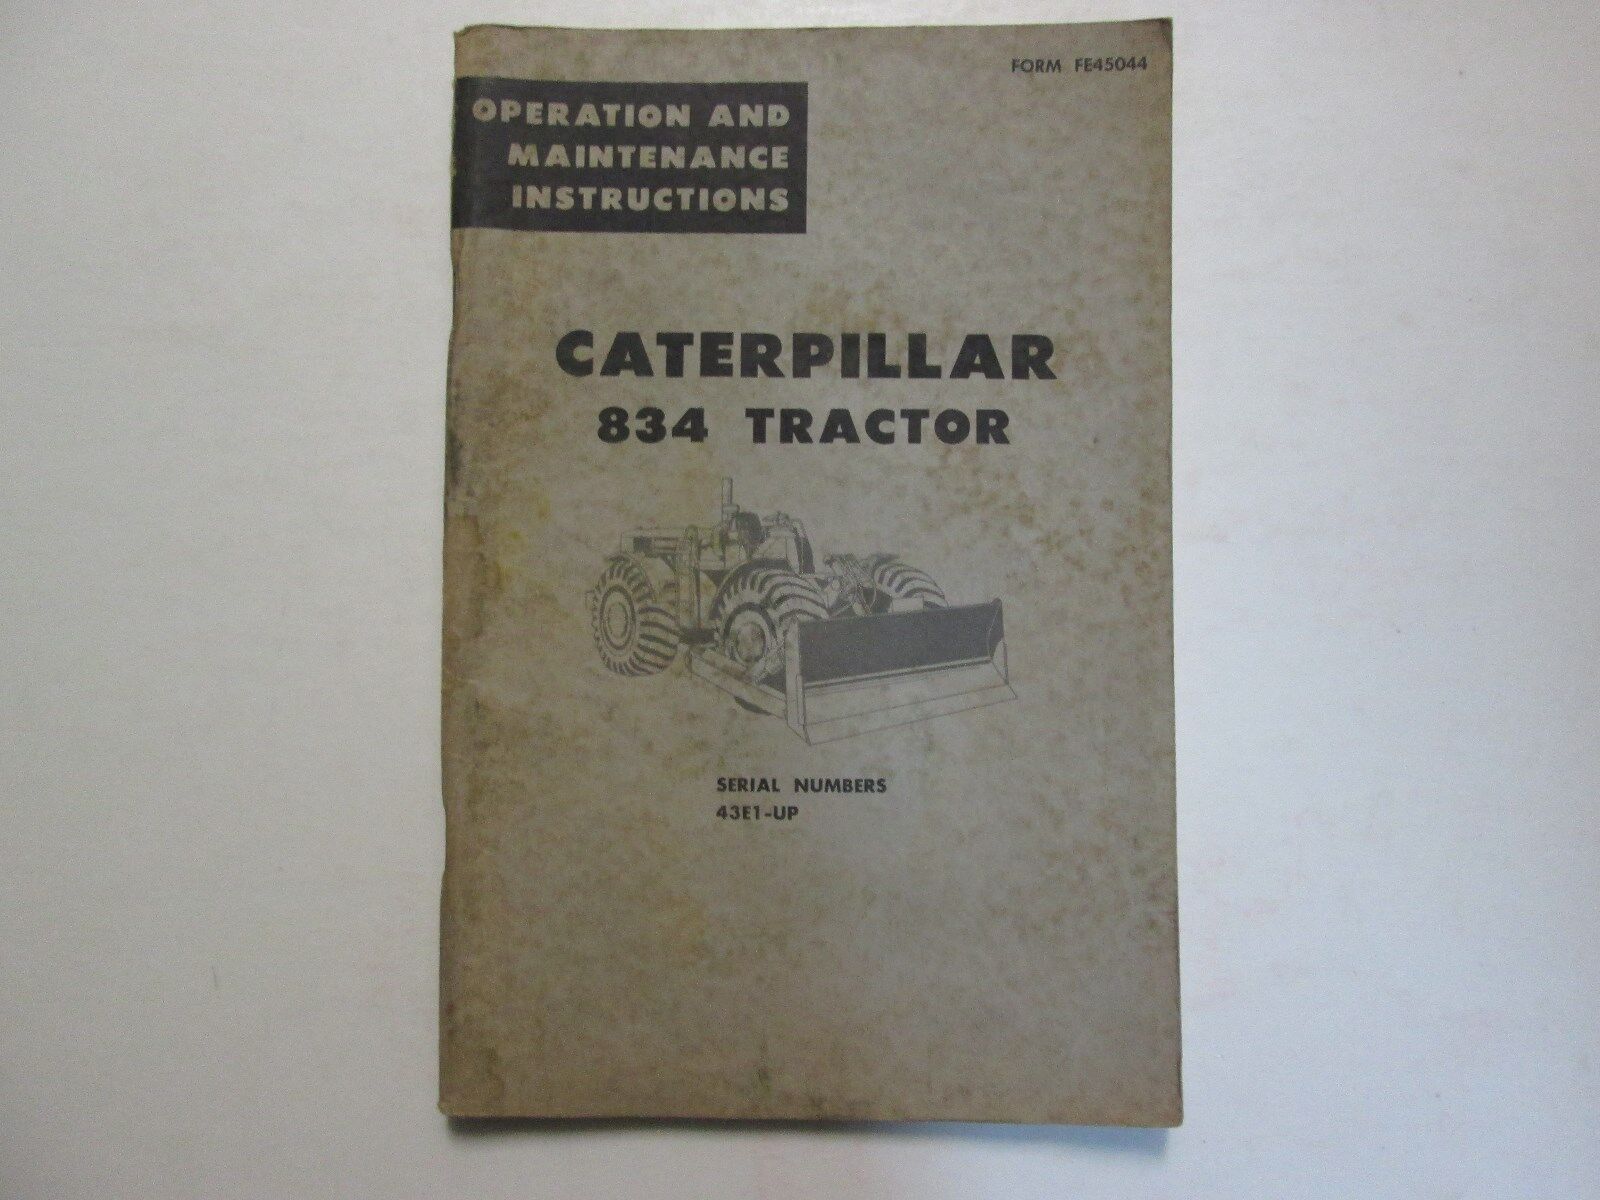 FORM FE45044
OPERATION AND
MAINTENANCE
INSTRUCTIONS
CATERPILLAR
834 TRACTOR
SERIAL NUMBERS
43E1-UP